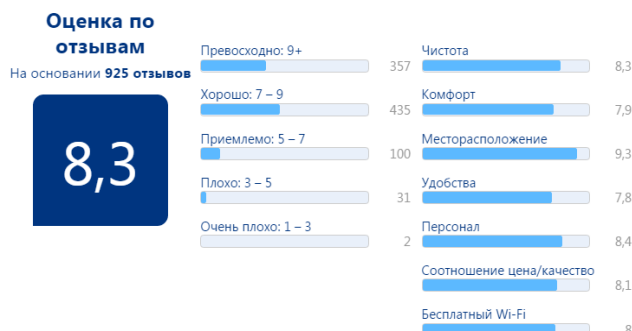 Оценка по
отзывам
На основании 925 отзывов
8,3
Превосходно: 9+
357
Хорошо: 7 – 9
435
Приемлемо: 5 – 7
100
Плохо: 3 – 5
31
Очень плохо: 1 – 3
2
Чистота
8,3
Комфорт
7,9
Месторасположение
9,3
Удобства
7,8
Персонал
8,4
Соотношение цена/качество
8,1
Бесплатный Wi-Fi
8